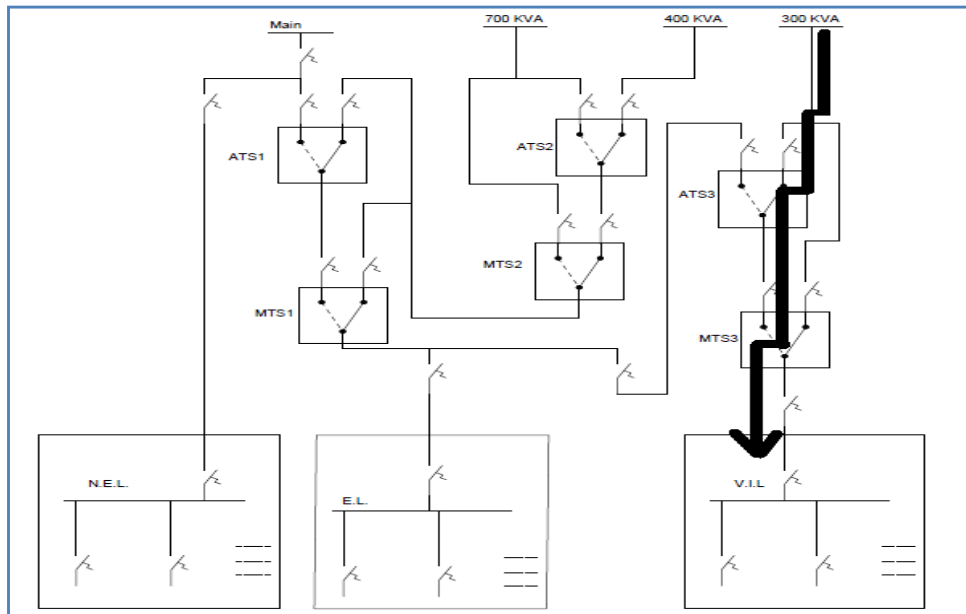 Main
700 KVA
400 KVA
300 KVA
ATS1
ATS2
ATS3
MTS2
MTS1
MTS3
N.E.L.
E.L.
V.I.L